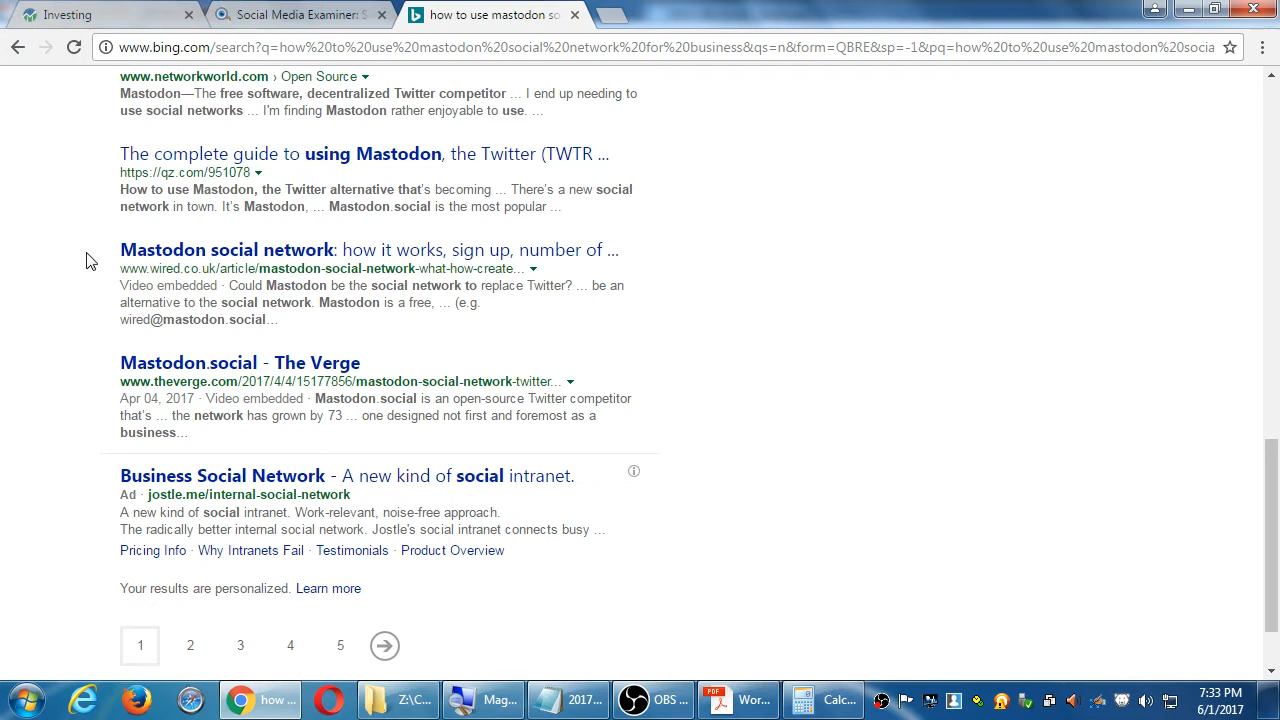 Investing
Social Media Examiner: S
how to use mastodon so
www.bing.com/search?q=how%20to%20use%20mastodon%20social%20network%20for%20business&qs=n&form=QBRE&sp=-1&pq=how%20to%20use%20mastodon%20socia
www.networkworld.com › Open Source
Mastodon—The free software, decentralized Twitter competitor ... I end up needing to
use social networks ... I'm finding Mastodon rather enjoyable to use. ...
The complete guide to using Mastodon, the Twitter (TWTR ...
https://qz.com/951078
How to use Mastodon, the Twitter alternative that's becoming ... There's a new social
network in town. It's Mastodon, ... Mastodon.social is the most popular ...
Mastodon social network: how it works, sign up, number of ...
www.wired.co.uk/article/mastodon-social-network-what-how-create...
Video embedded · Could Mastodon be the social network to replace Twitter? ... be an
alternative to the social network. Mastodon is a free, ... (e.g.
wired@mastodon.social...
Mastodon.social - The Verge
www.theverge.com/2017/4/4/15177856/mastodon-social-network-twitter...
Apr 04, 2017 · Video embedded · Mastodon.social is an open-source Twitter competitor
that's ... the network has grown by 73 ... one designed not first and foremost as a
business...
Business Social Network - A new kind of social intranet.
Ad · jostle.me/internal-social-network
A new kind of social intranet. Work-relevant, noise-free approach.
The radically better internal social network. Jostle's social intranet connects busy ...
Pricing Info · Why Intranets Fail · Testimonials · Product Overview
Your results are personalized. Learn more
1 2 3 4 5
how ... Z:\C... Mag... 2017... OBS ... PDF Wor... Calc...
7:33 PM
6/1/2017